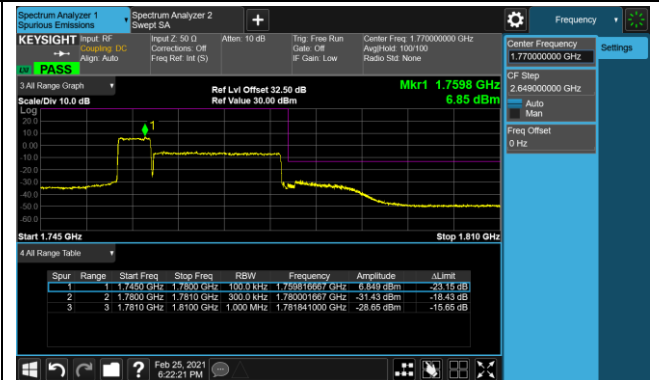 Spectrum Analyzer 1
Spurious Emissions
Spectrum Analyzer 2
Swept SA
+
Frequency
KEYSIGHT
Input: RF
Coupling: DC
Align: Auto
Input Z: 50 Ω
Corrections: Off
Freq Ref: Int (S)
Atten: 10 dB
Trig: Free Run
Gate: Off
IF Gain: Low
Center Freq: 1.770000000 GHz
Avg|Hold: 100/100
Radio Std: None
PASS
Center Frequency
1.770000000 GHz
Settings
CF Step
2.649000000 GHz
Auto
Man
Freq Offset
0 Hz
3 All Range Graph
Scale/Div 10.0 dB
Ref Lvl Offset 32.50 dB
Ref Value 30.00 dBm
Mkr1 1.7598 GHz
6.85 dBm
Log
20.0
10.0
0.00
-10.0
-20.0
-30.0
-40.0
-50.0
-60.0
1
Start 1.745 GHz
Stop 1.810 GHz
4 All Range Table
Spur Range Start Freq Stop Freq RBW Frequency Amplitude ΔLimit
1 1 1.7450 GHz 1.7800 GHz 100.0 kHz 1.759816667 GHz 6.849 dBm -23.15 dB
2 2 1.7800 GHz 1.7810 GHz 300.0 kHz 1.780001667 GHz -31.43 dBm -18.43 dB
3 3 1.7810 GHz 1.8100 GHz 1.000 MHz 1.781841000 GHz -28.65 dBm -15.65 dB
?
Feb 25, 2021
6:22:21 PM